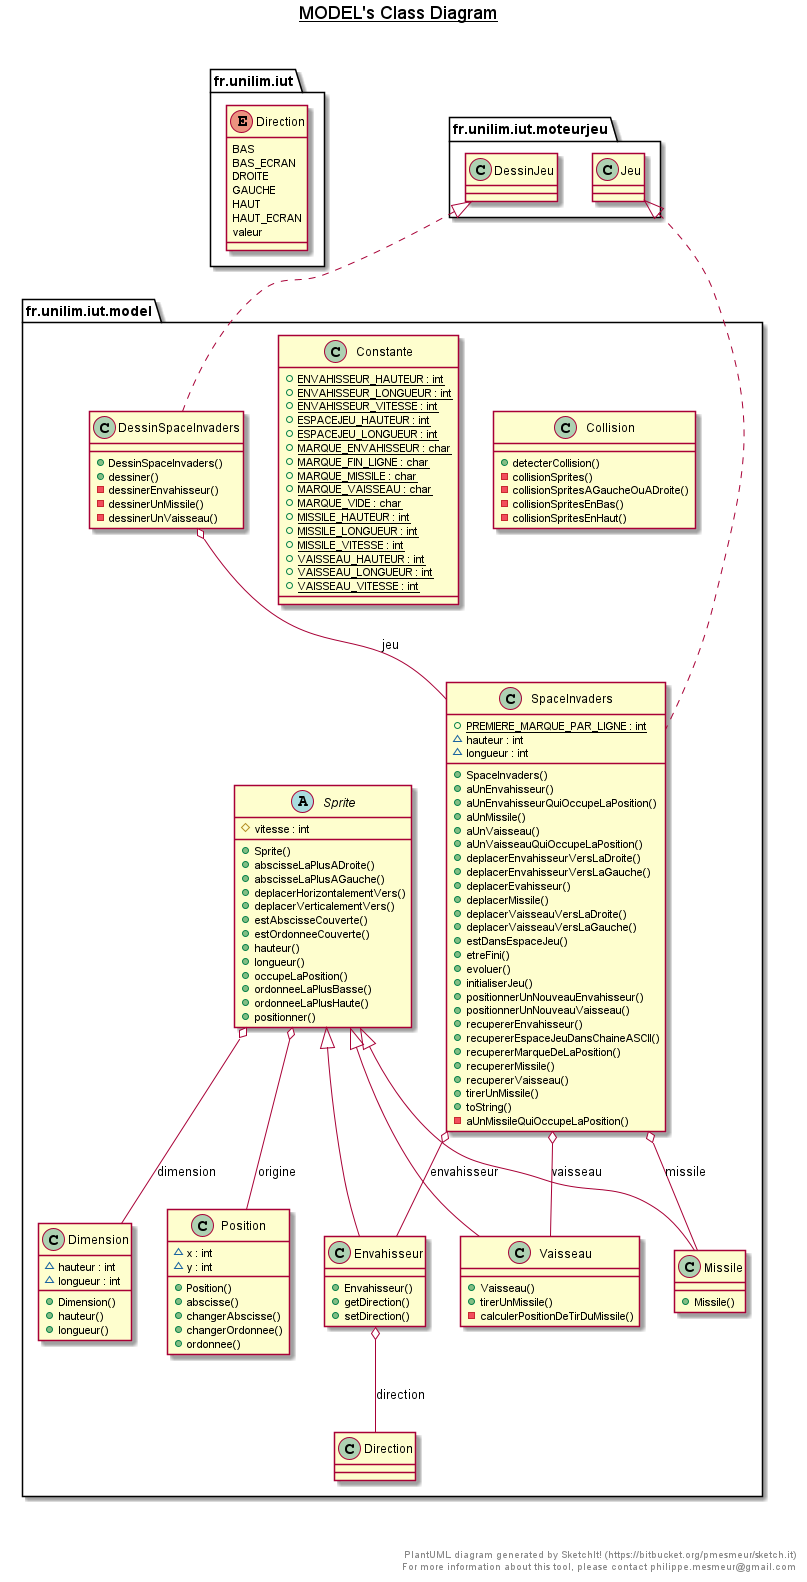 MODEL's Class Diagram
fr.unilim.iut
E Direction
BAS
BAS_ECRAN
DROITE
GAUCHE
HAUT
HAUT_ECRAN
valeur
fr.unilim.iut.moteurjeu
C DessinJeu
C Jeu
fr.unilim.iut.model
C DessinSpaceInvaders
DessinSpaceInvaders()
dessiner()
dessinerEnvahisseur()
dessinerUnMissile()
dessinerUnVaisseau()
C Constante
ENVAHISSEUR_HAUTEUR : int
ENVAHISSEUR_LONGUEUR : int
ENVAHISSEUR_VITESSE : int
ESPACEJEU_HAUTEUR : int
ESPACEJEU_LONGUEUR : int
MARQUE_ENVAHISSEUR : char
MARQUE_FIN_LIGNE : char
MARQUE_MISSILE : char
MARQUE_VAISSEAU : char
MARQUE_VIDE : char
MISSILE_HAUTEUR : int
MISSILE_LONGUEUR : int
MISSILE_VITESSE : int
VAISSEAU_HAUTEUR : int
VAISSEAU_LONGUEUR : int
VAISSEAU_VITESSE : int
C Collision
detecterCollision()
collisionSprites()
collisionSpritesAGaucheOuADroite()
collisionSpritesEnBas()
collisionSpritesEnHaut()
jeu
C SpaceInvaders
PREMIERE_MARQUE_PAR_LIGNE : int
hauteur : int
longueur : int
SpaceInvaders()
aUnEnvahisseur()
aUnEnvahisseurQuiOccupeLaPosition()
aUnMissile()
aUnVaisseau()
aUnVaisseauQuiOccupeLaPosition()
deplacerEnvahisseurVersLaDroite()
deplacerEnvahisseurVersLaGauche()
deplacerEvahisseur()
deplacerMissile()
deplacerVaisseauVersLaDroite()
deplacerVaisseauVersLaGauche()
estDansEspaceJeu()
etreFini()
evoluer()
initialiserJeu()
positionnerUnNouveauEnvahisseur()
positionnerUnNouveauVaisseau()
recupererEnvahisseur()
recupererEspaceJeuDansChaineASCII()
recupererMarqueDeLaPosition()
recupererMissile()
recupererVaisseau()
tirerUnMissile()
toString()
aUnMissileQuiOccupeLaPosition()
A Sprite
vitesse : int
Sprite()
abscisseLaPlusADroite()
abscisseLaPlusAGauche()
deplacerHorizontalementVers()
deplacerVerticalementVers()
estAbscisseCouverte()
estOrdonneeCouverte()
hauteur()
longueur()
occupeLaPosition()
ordonneeLaPlusBasse()
ordonneeLaPlusHaute()
positionner()
dimension
origine
envahisseur
vaisseau
missile
C Dimension
hauteur : int
longueur : int
Dimension()
hauteur()
longueur()
C Position
x : int
y : int
Position()
abscisse()
changerAbscisse()
changerOrdonnee()
ordonnee()
C Envahisseur
Envahisseur()
getDirection()
setDirection()
C Vaisseau
Vaisseau()
tirerUnMissile()
calculerPositionDeTirDuMissile()
C Missile
Missile()
direction
C Direction
PlantUML diagram generated by SketchIt! (https://bitbucket.org/pmesmeur/sketch.it)
For more information about this tool, please contact philippe.mesmeur@gmail.com